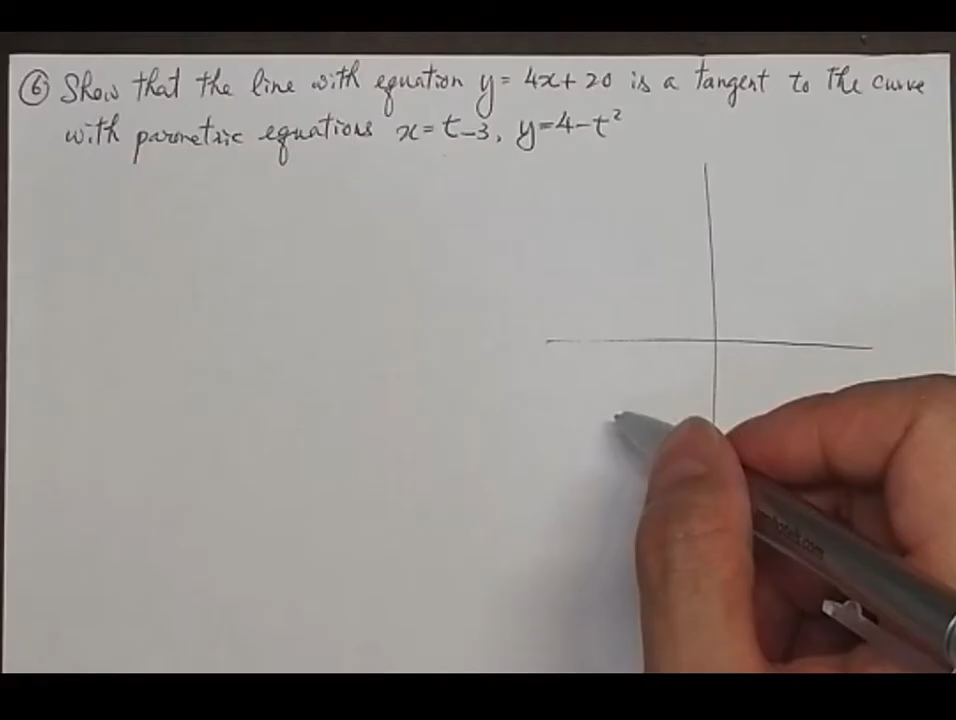 ⑥ Show that the line with equation y = 4x + 20 is a tangent to the curve
with parametric equations x = t - 3, y = 4 - t²